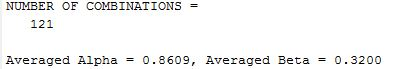 NUMBER OF COMBINATIONS =
121
Averaged Alpha = 0.8609, Averaged Beta = 0.3200